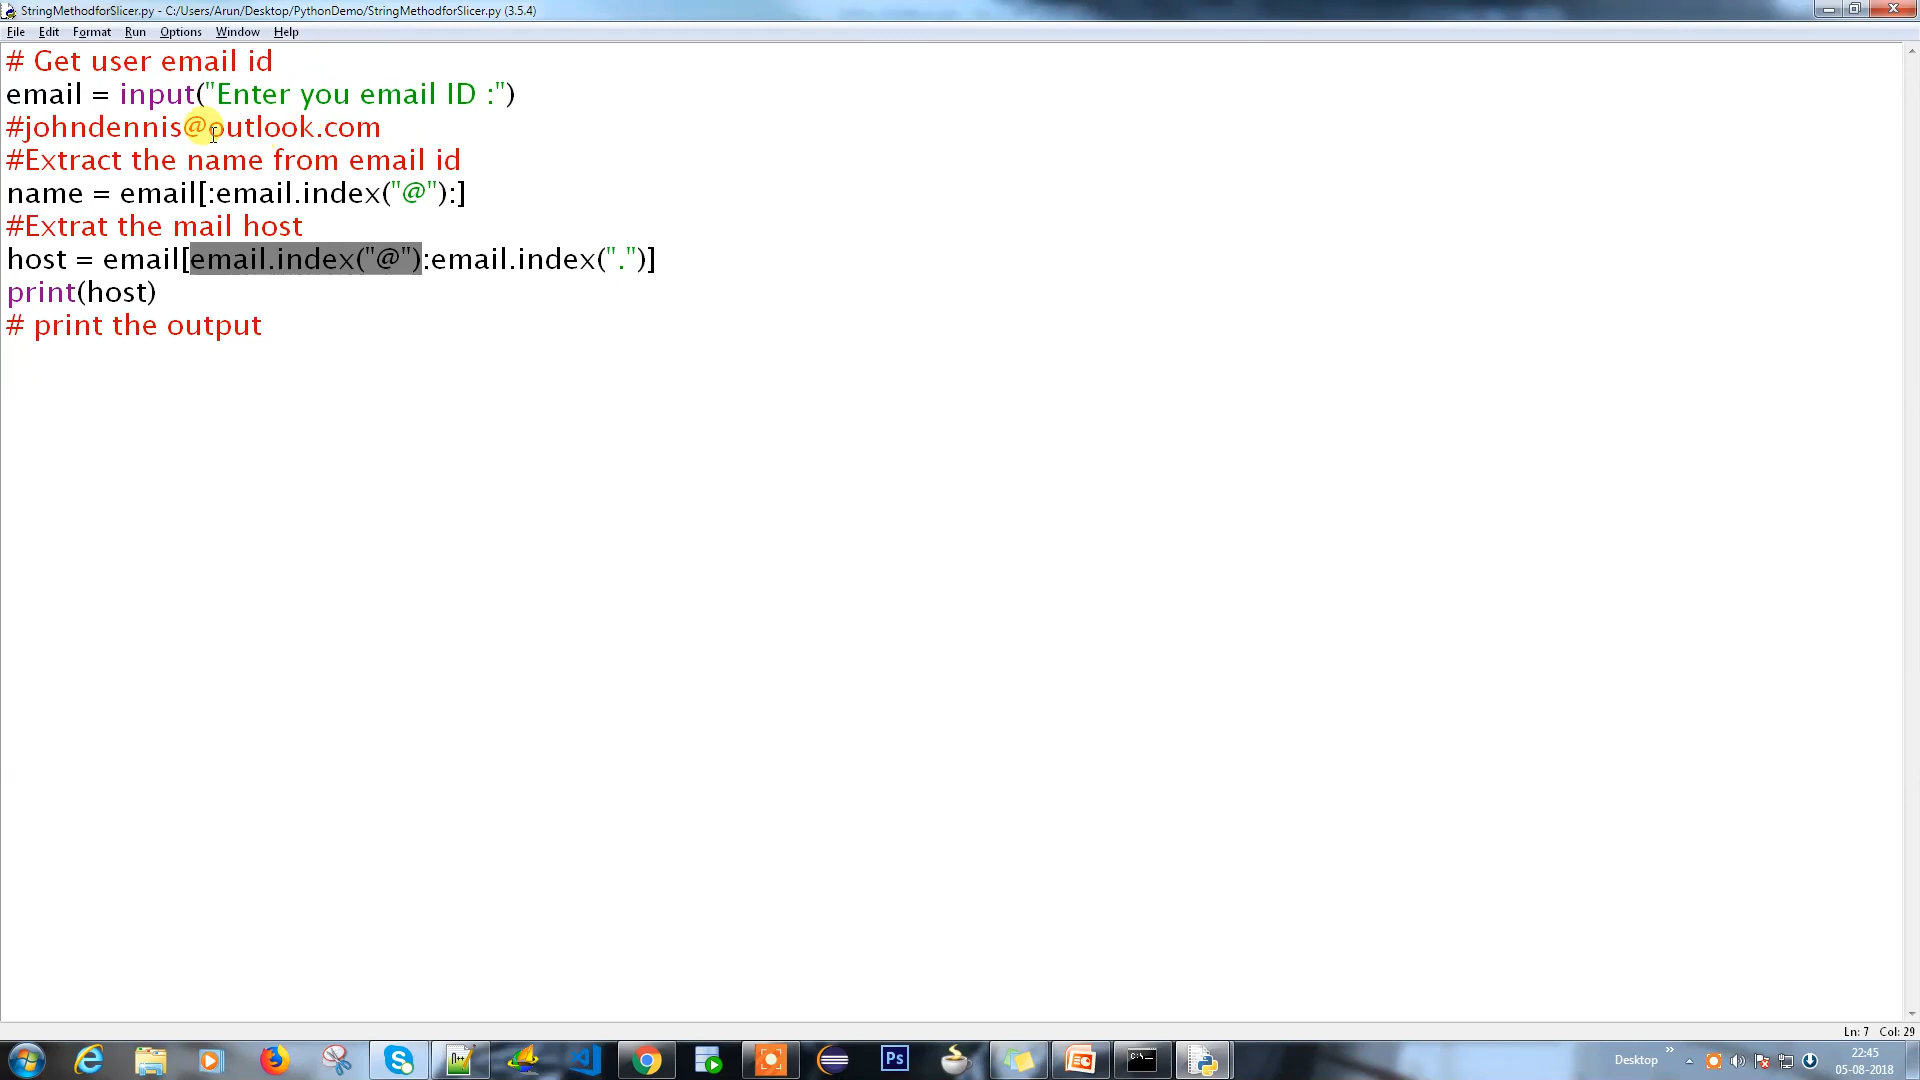 StringMethodforSlicer.py - C:/Users/Arun/Desktop/PythonDemo/StringMethodforSlicer.py (3.5.4)
File Edit Format Run Options Window Help
# Get user email id
email = input("Enter you email ID :")
#johndennis@outlook.com
#Extract the name from email id
name = email[:email.index("@"):]
#Extrat the mail host
host = email[email.index("@"):email.index(".")]
print(host)
# print the output
Ln: 7 Col: 29
Ps
Desktop
22:45
05-08-2018